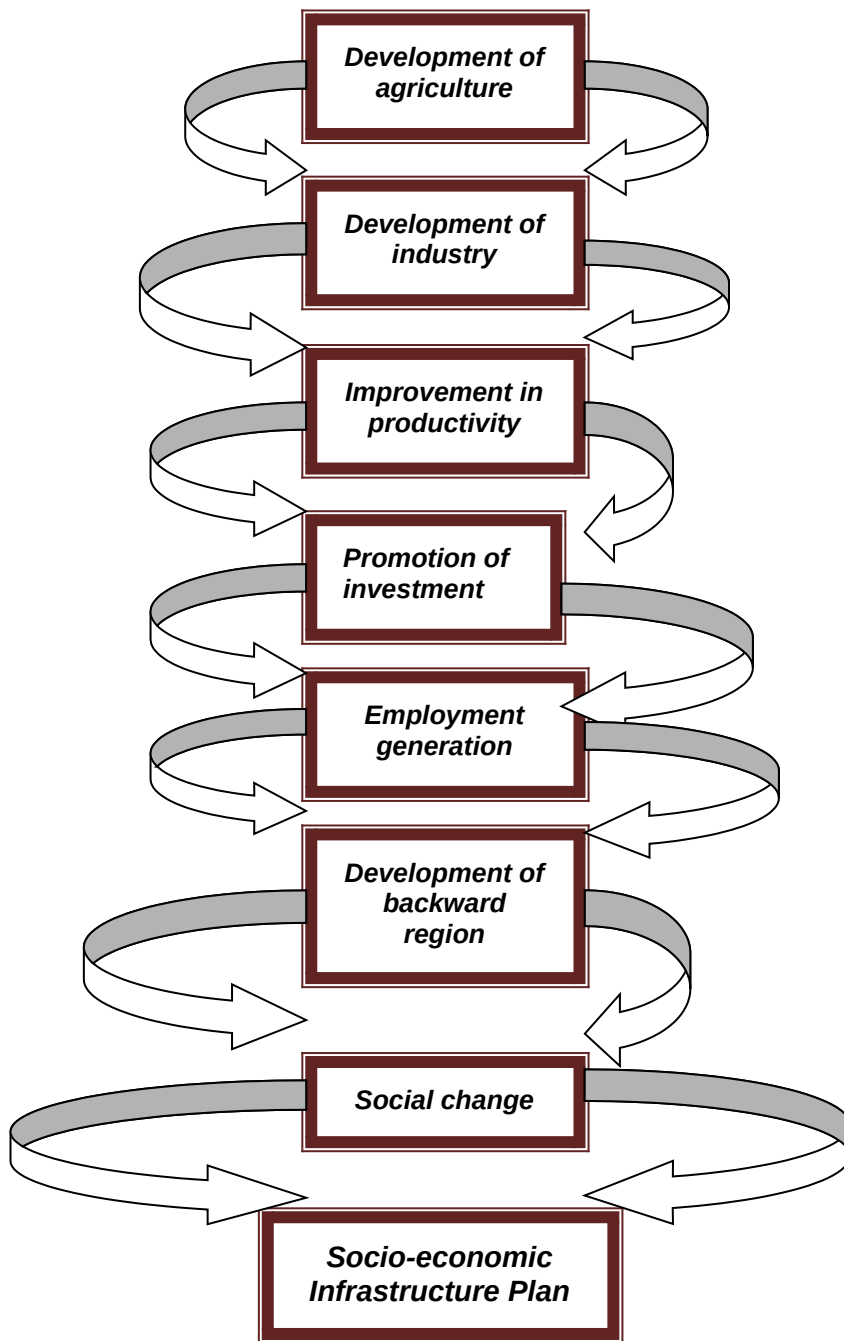 Development of
agriculture
Development of
industry
Improvement in
productivity
Promotion of
investment
Employment
generation
Development of
backward
region
Social change
Socio-economic
Infrastructure Plan